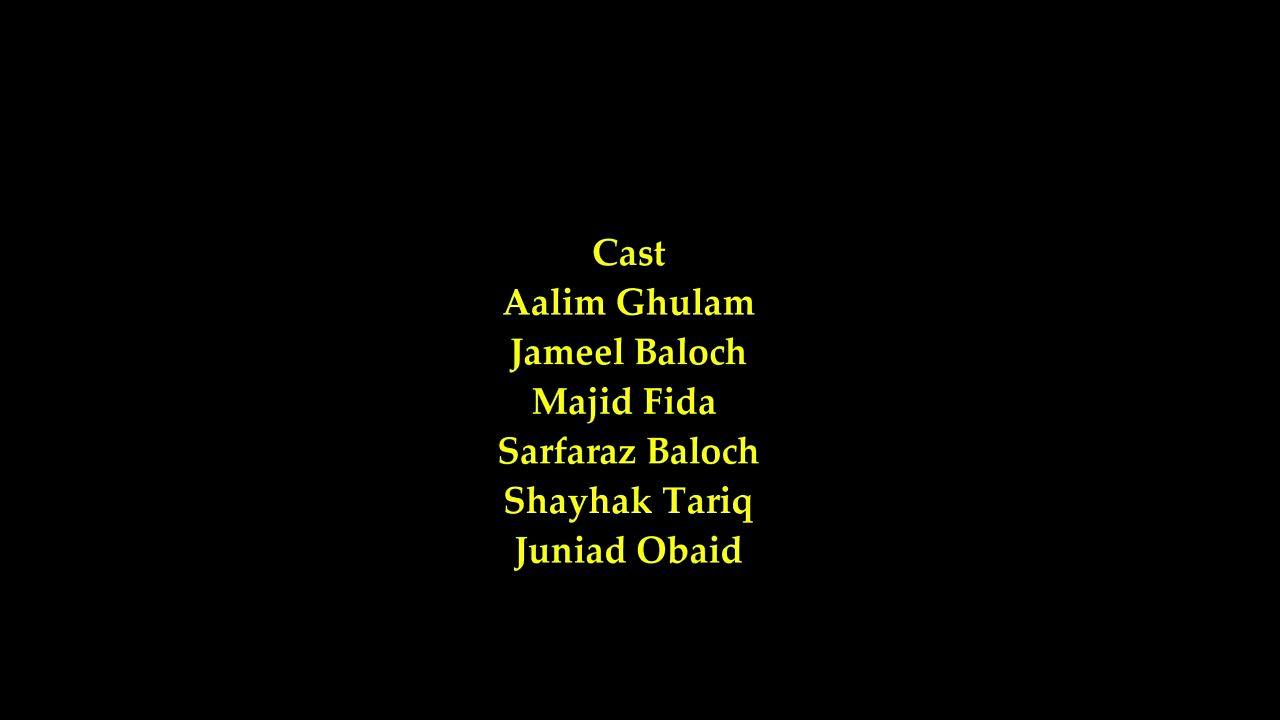 Cast
Aalim Ghulam
Jameel Baloch
Majid Fida
Sarfaraz Baloch
Shayhak Tariq
Juniad Obaid